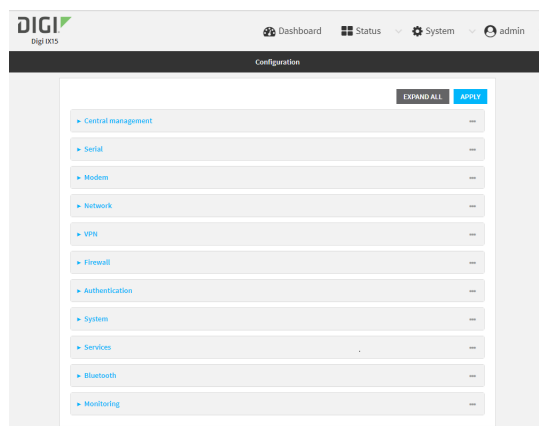 DIGI
Digi IX15
Dashboard Status System admin
Configuration
EXPAND ALL APPLY
Central management
Serial
Modem
Network
VPN
Firewall
Authentication
System
Services
Bluetooth
Monitoring